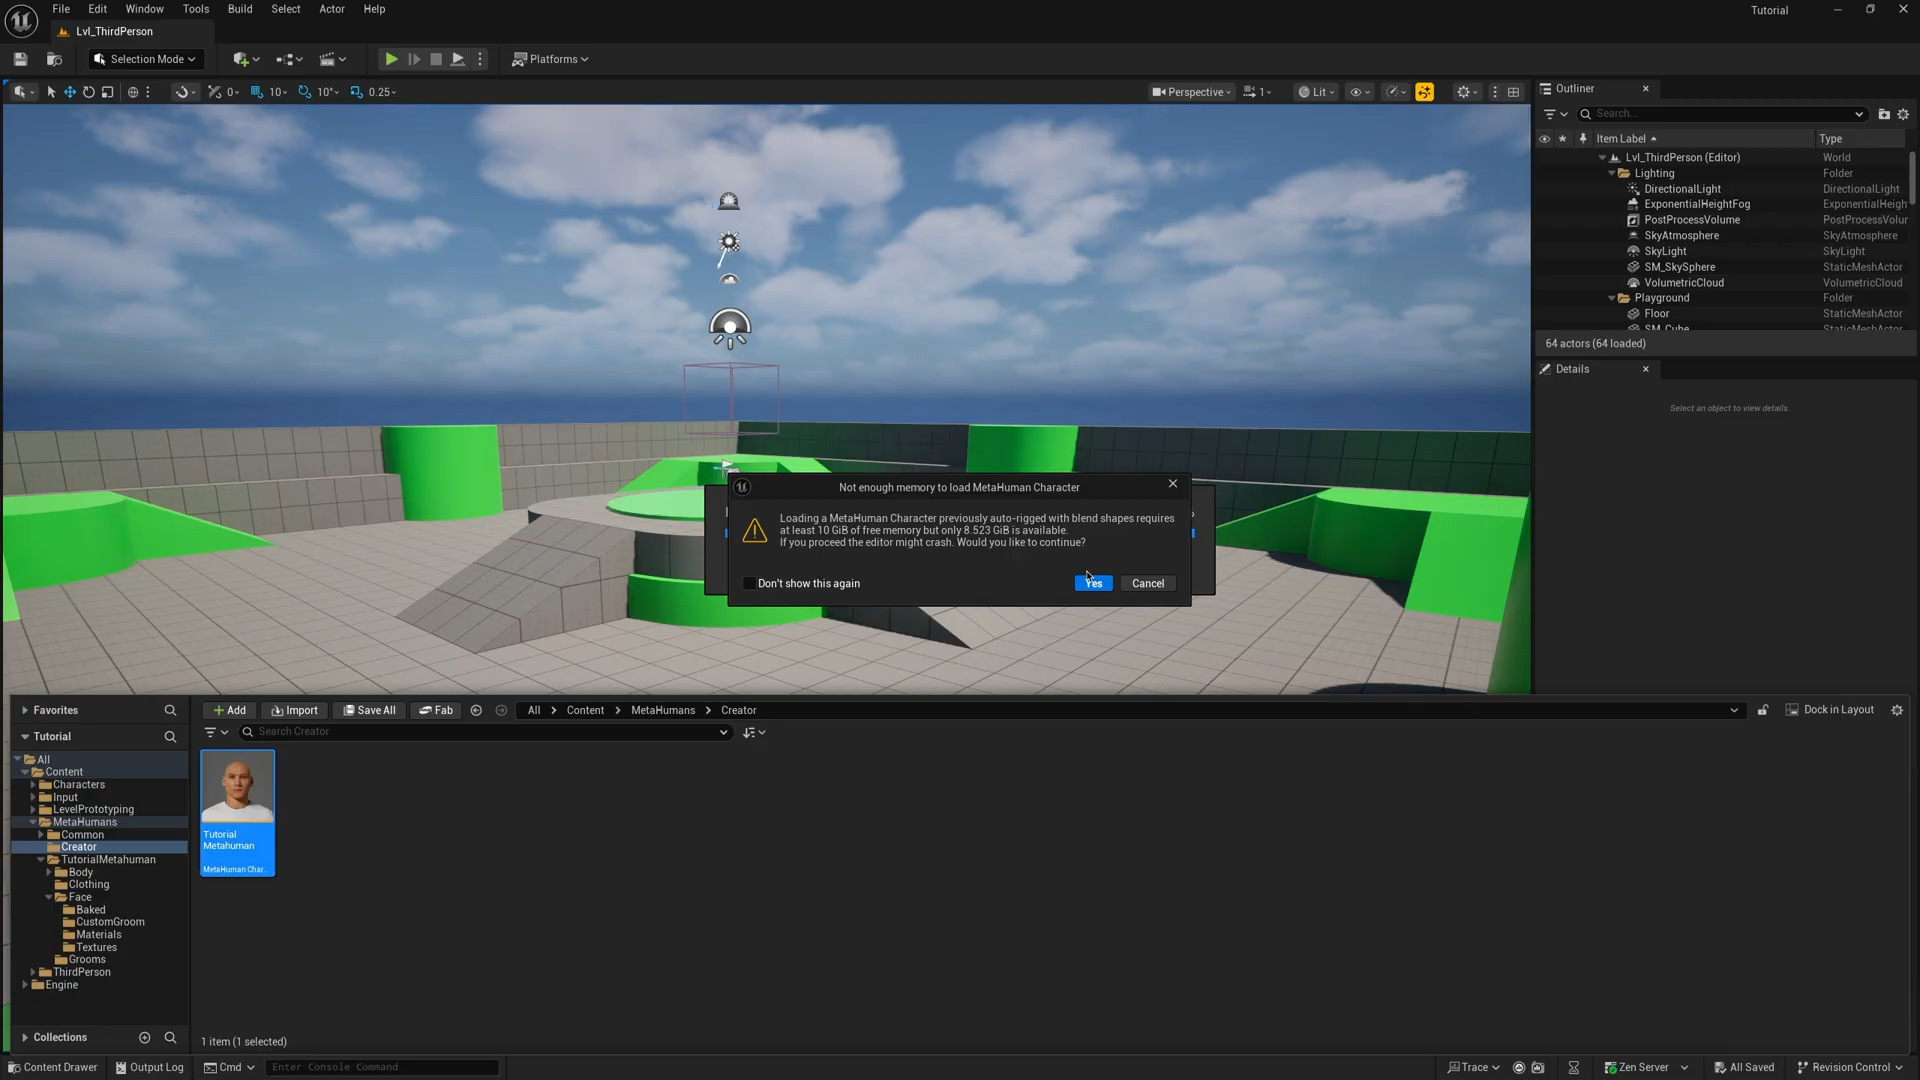 File Edit Window Tools Build Select Actor Help
Tutorial
Lvl_ThirdPerson
Selection Mode
Platforms
0 10 10° 0.25
Perspective 1 Lit
Outliner
Search...
Item Label Type
Lvl_ThirdPerson (Editor) World
Lighting Folder
DirectionalLight DirectionalLight
ExponentialHeightFog ExponentialHeigh
PostProcessVolume PostProcessVolur
SkyAtmosphere SkyAtmosphere
SkyLight SkyLight
SM_SkySphere StaticMeshActor
VolumetricCloud VolumetricCloud
Playground Folder
Floor StaticMeshActor
SM_Cube StaticMeshActor
64 actors (64 loaded)
Details
Select an object to view details.
Not enough memory to load MetaHuman Character
Loading a MetaHuman Character previously auto-rigged with blend shapes requires
at least 10 GiB of free memory but only 8.523 GiB is available.
If you proceed the editor might crash. Would you like to continue?
Don't show this again
Yes Cancel
Favorites
Tutorial
All
Content
Characters
Input
LevelPrototyping
MetaHumans
Common
Creator
TutorialMetahuman
Body
Clothing
Face
Baked
CustomGroom
Materials
Textures
Grooms
ThirdPerson
Engine
Collections
Add Import Save All Fab All Content MetaHumans Creator
Dock in Layout
Search Creator
Tutorial
Metahuman
MetaHuman Char..
1 item (1 selected)
Content Drawer Output Log Cmd Enter Console Command
Trace Zen Server All Saved Revision Control